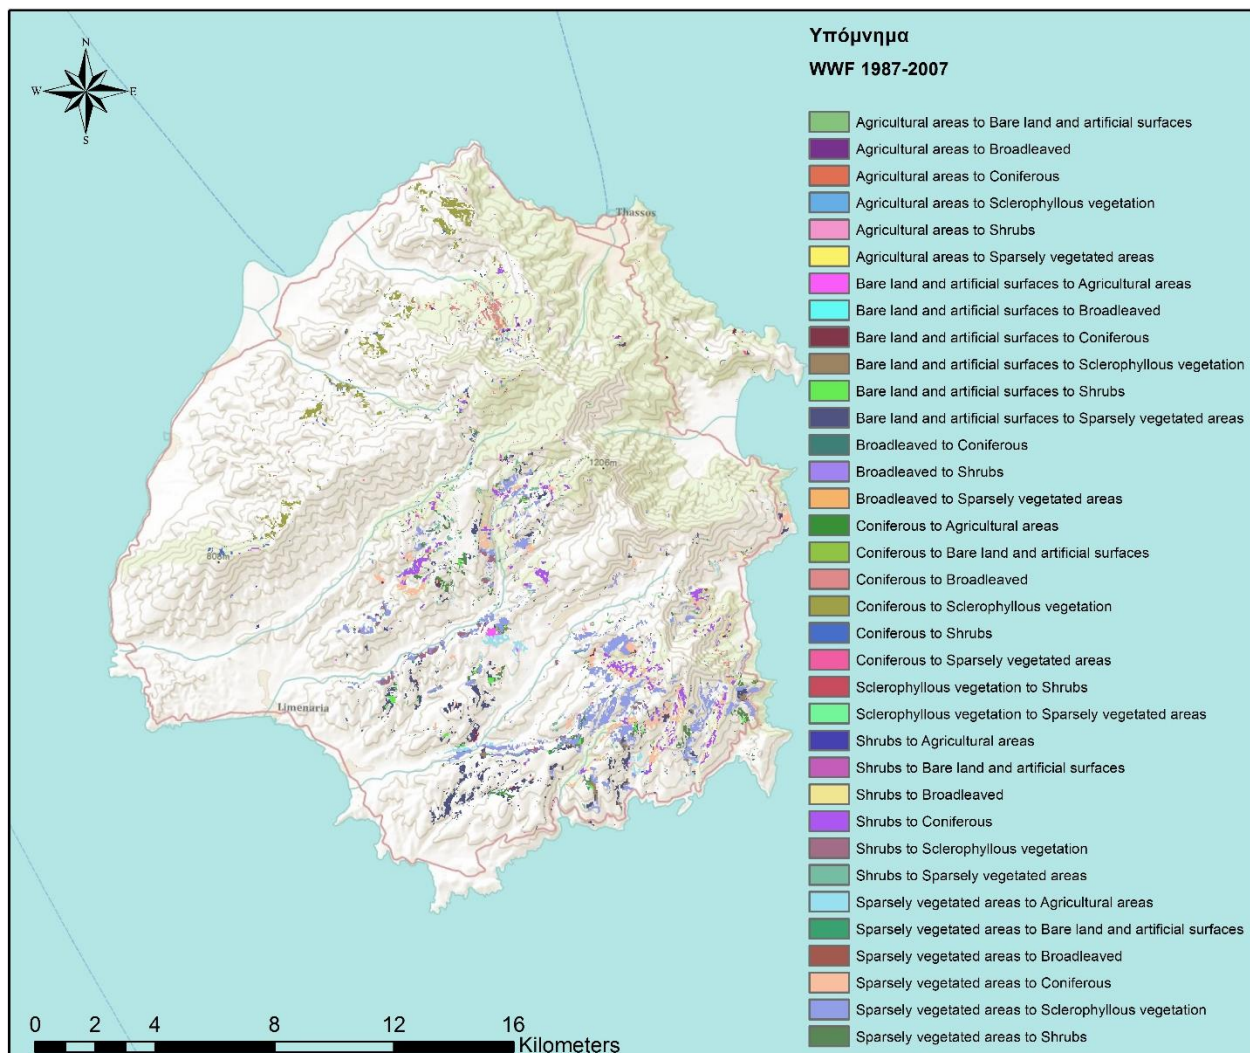 Υπόμνημα
WWF 1987-2007
N
W
E
S
Thassos
1206m
808m
Limenaria
Agricultural areas to Bare land and artificial surfaces
Agricultural areas to Broadleaved
Agricultural areas to Coniferous
Agricultural areas to Sclerophyllous vegetation
Agricultural areas to Shrubs
Agricultural areas to Sparsely vegetated areas
Bare land and artificial surfaces to Agricultural areas
Bare land and artificial surfaces to Broadleaved
Bare land and artificial surfaces to Coniferous
Bare land and artificial surfaces to Sclerophyllous vegetation
Bare land and artificial surfaces to Shrubs
Bare land and artificial surfaces to Sparsely vegetated areas
Broadleaved to Coniferous
Broadleaved to Shrubs
Broadleaved to Sparsely vegetated areas
Coniferous to Agricultural areas
Coniferous to Bare land and artificial surfaces
Coniferous to Broadleaved
Coniferous to Sclerophyllous vegetation
Coniferous to Shrubs
Coniferous to Sparsely vegetated areas
Sclerophyllous vegetation to Shrubs
Sclerophyllous vegetation to Sparsely vegetated areas
Shrubs to Agricultural areas
Shrubs to Bare land and artificial surfaces
Shrubs to Broadleaved
Shrubs to Coniferous
Shrubs to Sclerophyllous vegetation
Shrubs to Sparsely vegetated areas
Sparsely vegetated areas to Agricultural areas
Sparsely vegetated areas to Bare land and artificial surfaces
Sparsely vegetated areas to Broadleaved
Sparsely vegetated areas to Coniferous
Sparsely vegetated areas to Sclerophyllous vegetation
Sparsely vegetated areas to Shrubs
0 2 4 8 12 16
Kilometers